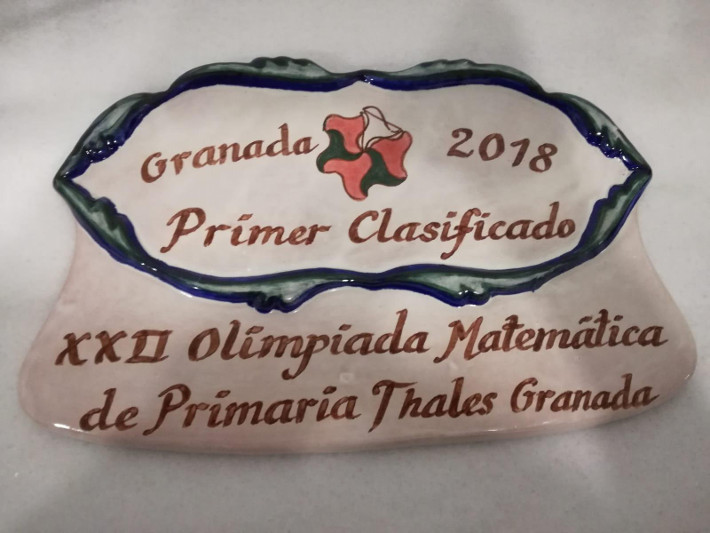 Granada 2018
Primer Clasificado
XXII Olimpiada Matemática
de Primaria Thales Granada